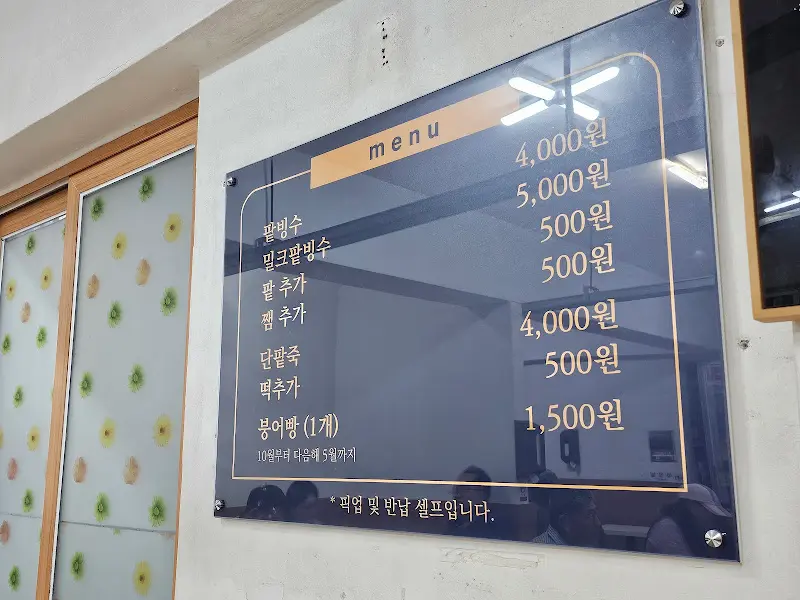 menu
팥빙수 4,000원
밀크팥빙수 5,000원
팥 추가 500원
쨈 추가 500원
단팥죽 4,000원
떡추가 500원
붕어빵 (1개) 1,500원
10월부터 다음해 5월까지
* 픽업 및 반납 셀프입니다.